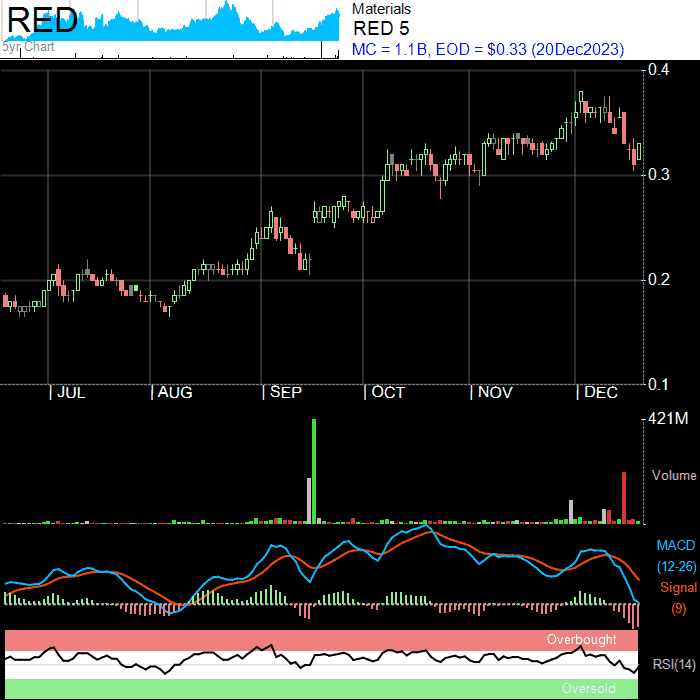 RED
5yr Chart
Materials
RED 5
MC = 1.1B, EOD = $0.33 (20Dec2023)
0.4
0.3
0.2
0.1
| JUL | AUG | SEP | OCT | NOV | DEC
421M
Volume
MACD
(12-26)
Signal
(9)
Overbought
RSI(14)
Oversold